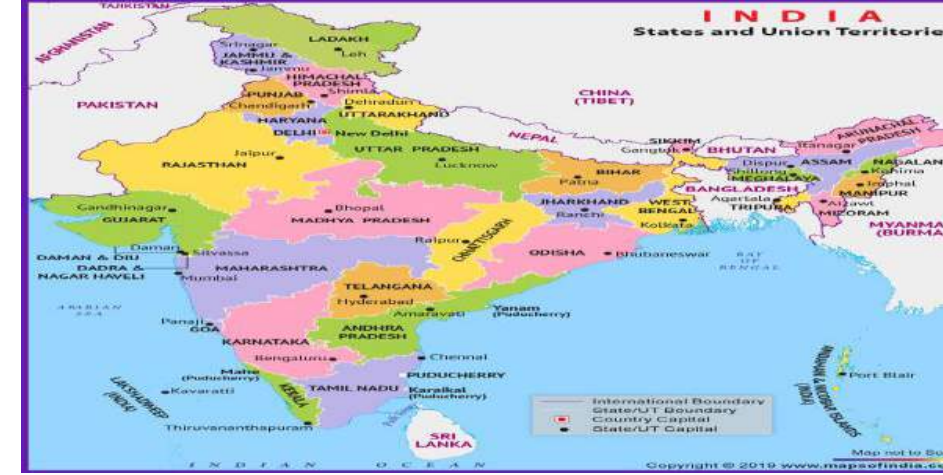 TAJIKISTAN
INDIA
States and Union Territorie
AFGHANISTAN
LADAKH
Srinagar
Leh
JAMMU &
KASHMIR
Jammu
HIMACHAL
PRADESH
Shimla
PUNJAB
Chandigarh
Dehradun
UTTARAKHAND
CHINA
(TIBET)
PAKISTAN
HARYANA
DELHI
New Delhi
NEPAL
SIKKIM
Gangtok
BHUTAN
ARUNACHAL
PRADESH
Itanagar
Jaipur
RAJASTHAN
UTTAR PRADESH
Lucknow
BIHAR
Patna
Dispur
ASSAM
NAGALAN
Shillong
MEGHALAYA
Kohima
Imphal
MANIPUR
BANGLADESH
Agartala
TRIPURA
Aizawl
MIZORAM
MYANMA
(BURMA
Gandhinagar
GUJARAT
Bhopal
MADHYA PRADESH
JHARKHAND
Ranchi
WEST
BENGAL
Kolkata
Raipur
CHHATTISGARH
ODISHA
Bhubaneswar
BAY
OF
BENGAL
Daman
Silvassa
DAMAN & DIU
DADRA &
NAGAR HAVELI
Mumbai
MAHARASHTRA
TELANGANA
Hyderabad
Amaravati
Yanam
(Puducherry)
ARABIAN
SEA
Panaji
GOA
KARNATAKA
ANDHRA
PRADESH
Bengaluru
Chennai
Mahe
(Puducherry)
PUDUCHERRY
LAKSHADWEEP
(INDIA)
Kavaratti
KERALA
TAMIL NADU
Karaikal
(Puducherry)
Thiruvananthapuram
SRI
LANKA
ANDAMAN & NICOBAR ISLANDS
(INDIA)
Port Blair
International Boundary
State/UT Boundary
Country Capital
State/UT Capital
INDIAN OCEAN
Map not to Sc
Copyright © 2019 www.mapsofindia.co